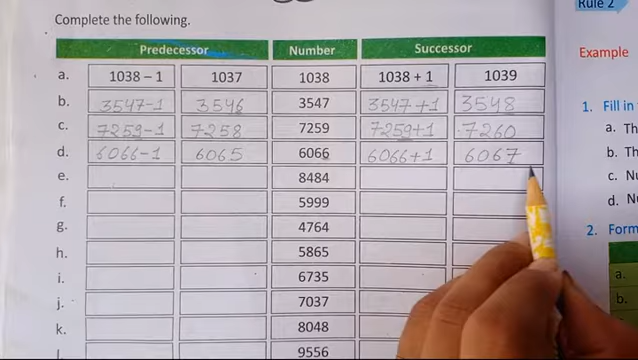 Rule 2
Complete the following.
Predecessor Number Successor
Example
a. 1038 – 1 1037 1038 1038 + 1 1039
b. 3547-1 3546 3547 3547+1 3548
1. Fill in
a. Th
c. 7259-1 7258 7259 7259+1 7260
b. Th
d. 6066-1 6065 6066 6066+1 6067
e. 8484
c. Nu
f. 5999
d. N
g. 4764
2. Form
h. 5865
i. 6735
a.
j. 7037
b.
k. 8048
l. 9556